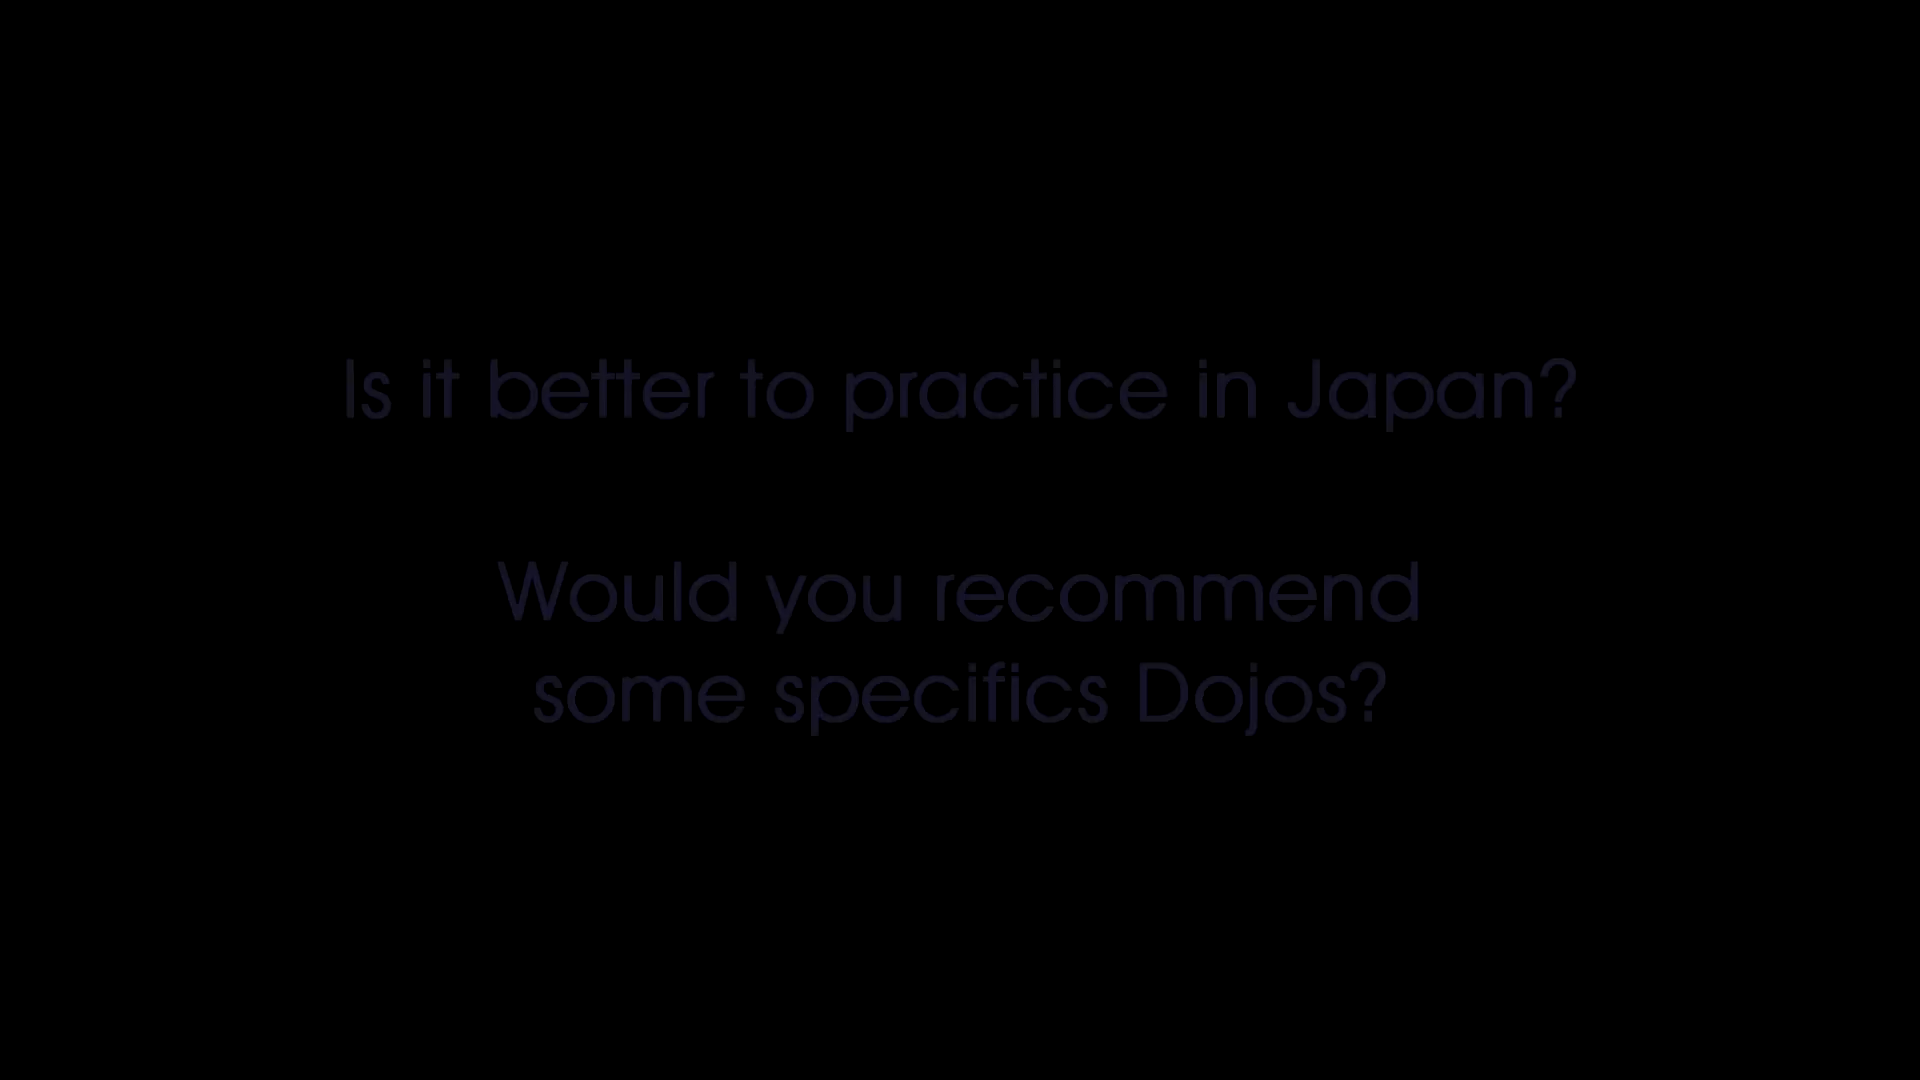 Is it better to practice in Japan?
Would you recommend
some specifics Dojos?